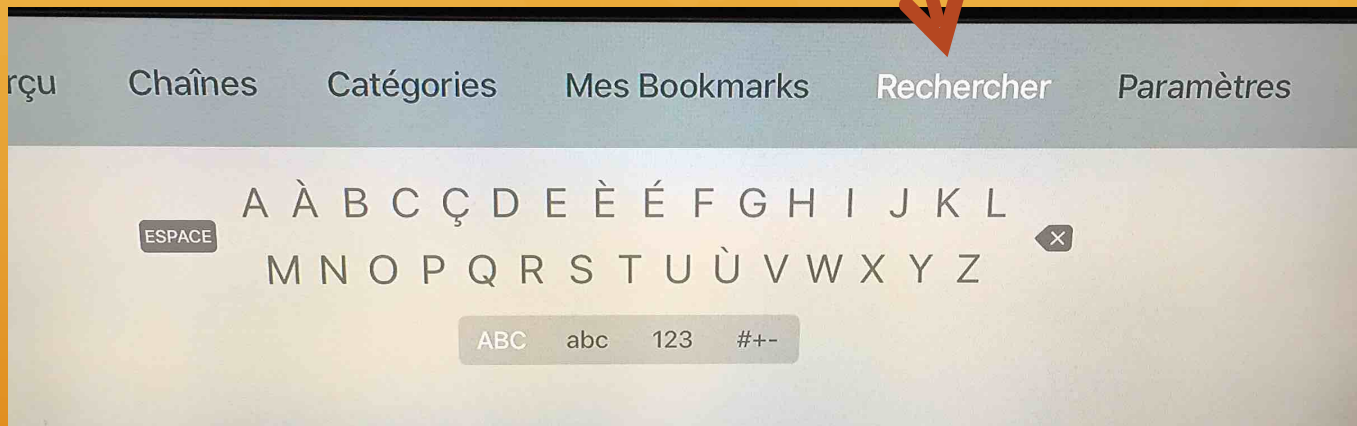 rçu Chaînes Catégories Mes Bookmarks Rechercher Paramètres
A À B C Ç D E È É F G H I J K L
ESPACE
M N O P Q R S T U Ù V W X Y Z
ABC abc 123 #+-